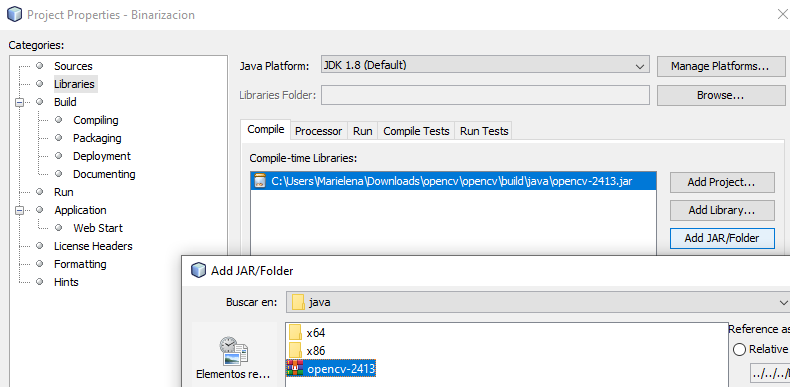 Project Properties - Binarizacion
Categories:
Sources
Libraries
Build
Compiling
Packaging
Deployment
Documenting
Run
Application
Web Start
License Headers
Formatting
Hints
Java Platform: JDK 1.8 (Default) Manage Platforms...
Libraries Folder: Browse...
Compile Processor Run Compile Tests Run Tests
Compile-time Libraries:
C:\Users\Marielena\Downloads\opencv\opencv\build\java\opencv-2413.jar
Add Project...
Add Library...
Add JAR/Folder
Add JAR/Folder
Buscar en: java
Elementos re...
x64
x86
opencv-2413
Reference as
Relative